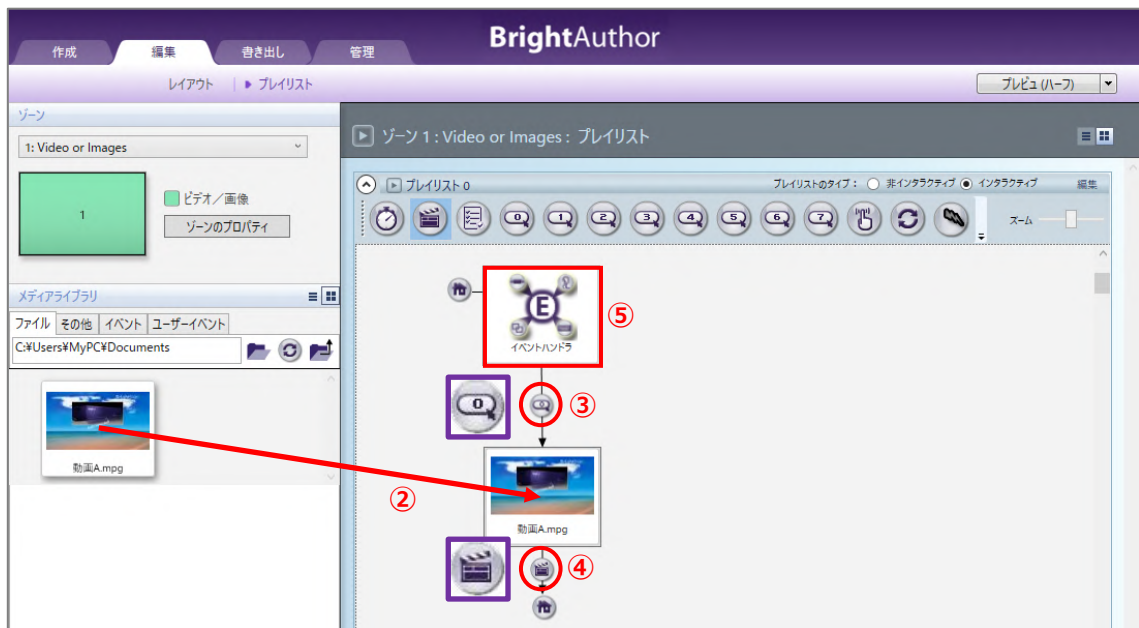 BrightAuthor
作成 編集 書き出し 管理
レイアウト プレイリスト
プレビュ (ハーフ)
ゾーン
1: Video or Images
1
ビデオ／画像
ゾーンのプロパティ
メディアライブラリ
ファイル その他 イベント ユーザーイベント
C:¥Users¥MyPC¥Documents
動画A.mpg
②
ゾーン 1 : Video or Images : プレイリスト
プレイリスト 0
プレイリストのタイプ： 非インタラクティブ インタラクティブ 編集
0 1 2 3 4 5 6 7
ズーム
E
イベントハンドラ
⑤
0
③
動画A.mpg
④